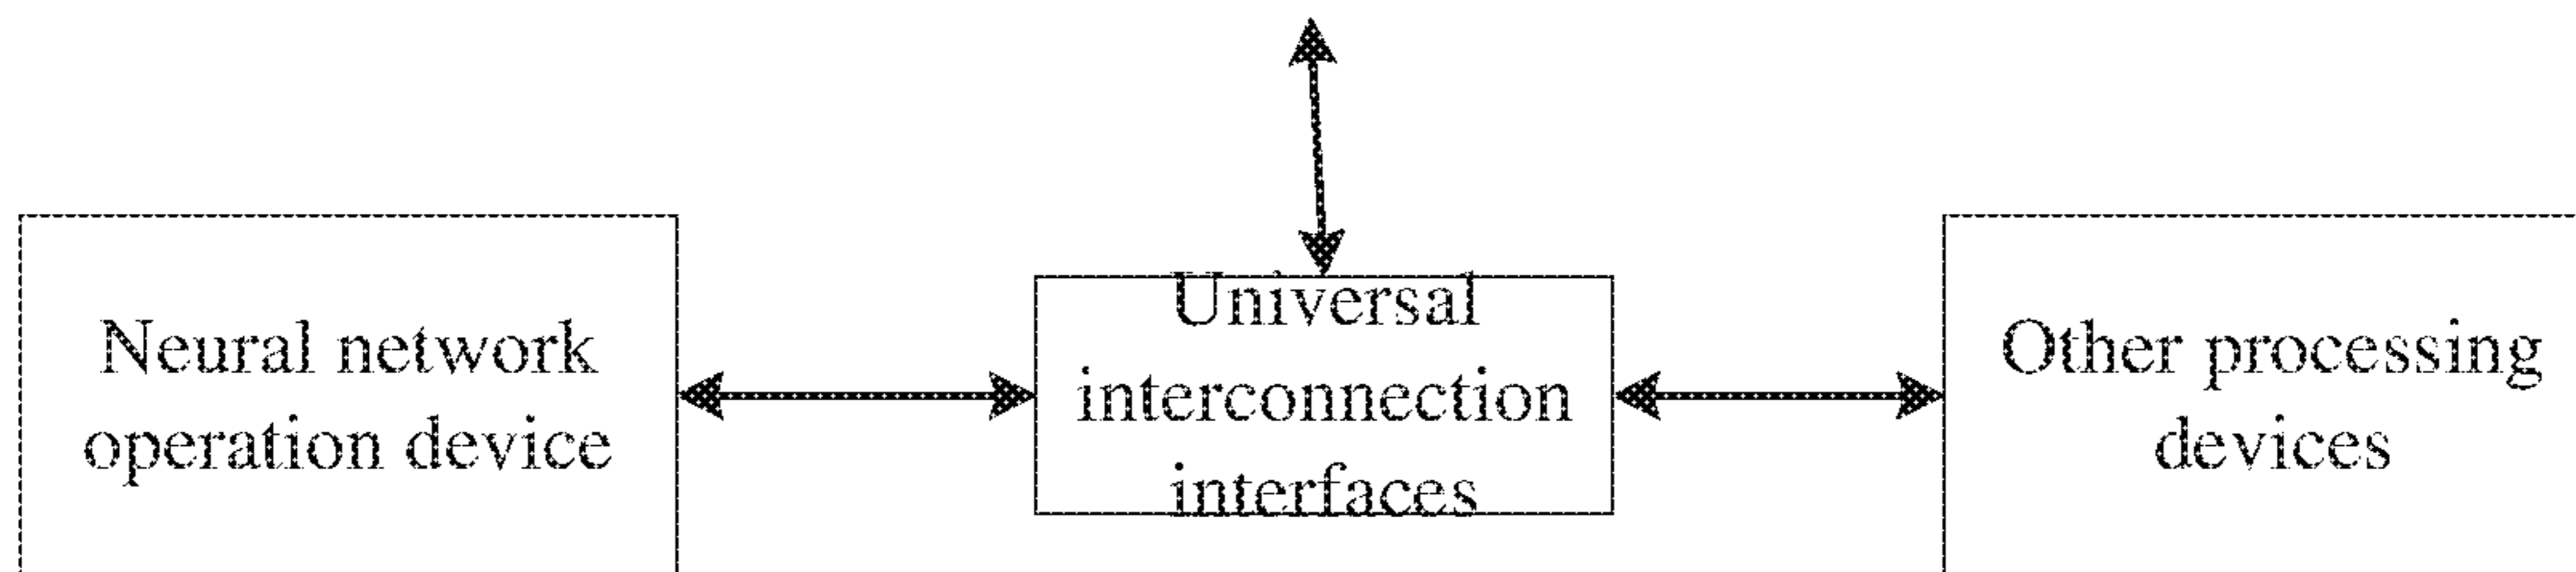 Neural network
operation device
Universal
interconnection
interfaces
Other processing
devices